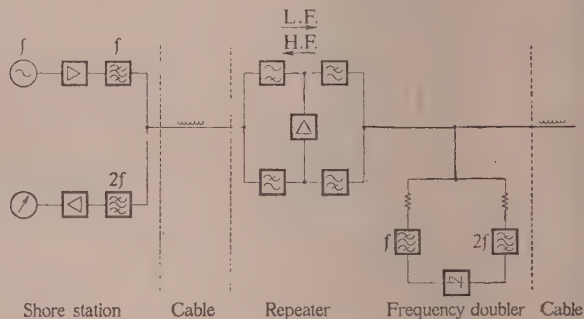 L.F.
H.F.
f
f
2f
f
2f
Shore station
Cable
Repeater
Frequency doubler
Cable